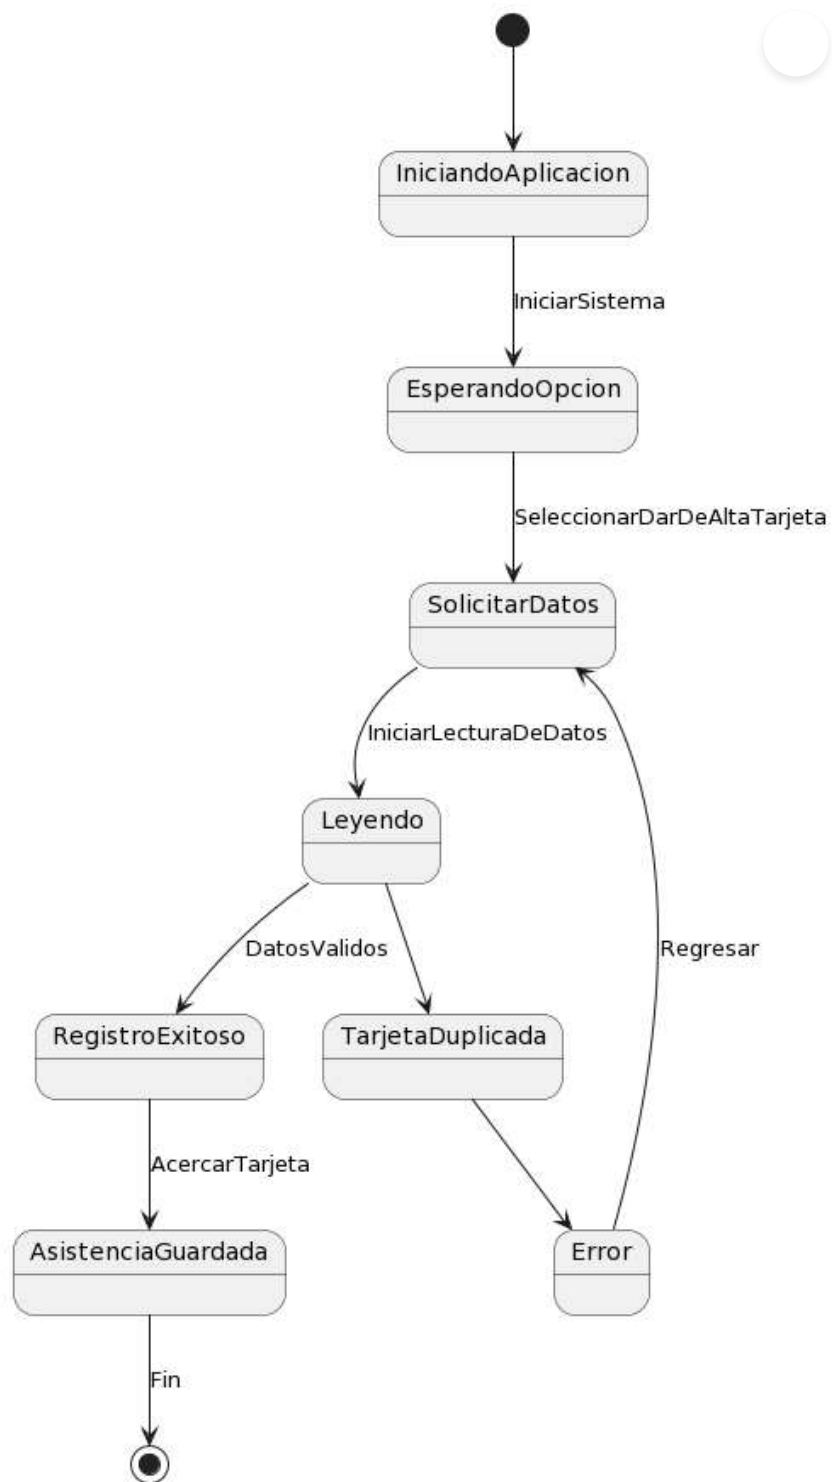 IniciandoAplicacion
IniciarSistema
EsperandoOpcion
SeleccionarDarDeAltaTarjeta
SolicitarDatos
IniciarLecturaDeDatos
Leyendo
DatosValidos
Regresar
RegistroExitoso
TarjetaDuplicada
AcercarTarjeta
AsistenciaGuardada
Error
Fin